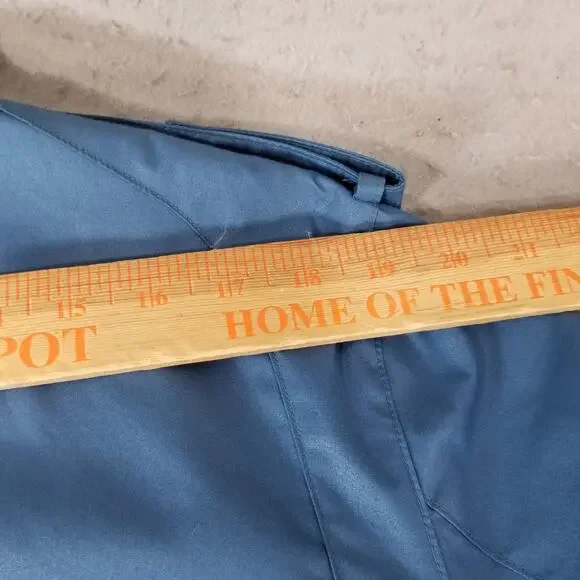 15 16 17 18 19 20 21
POT HOME OF THE FIN